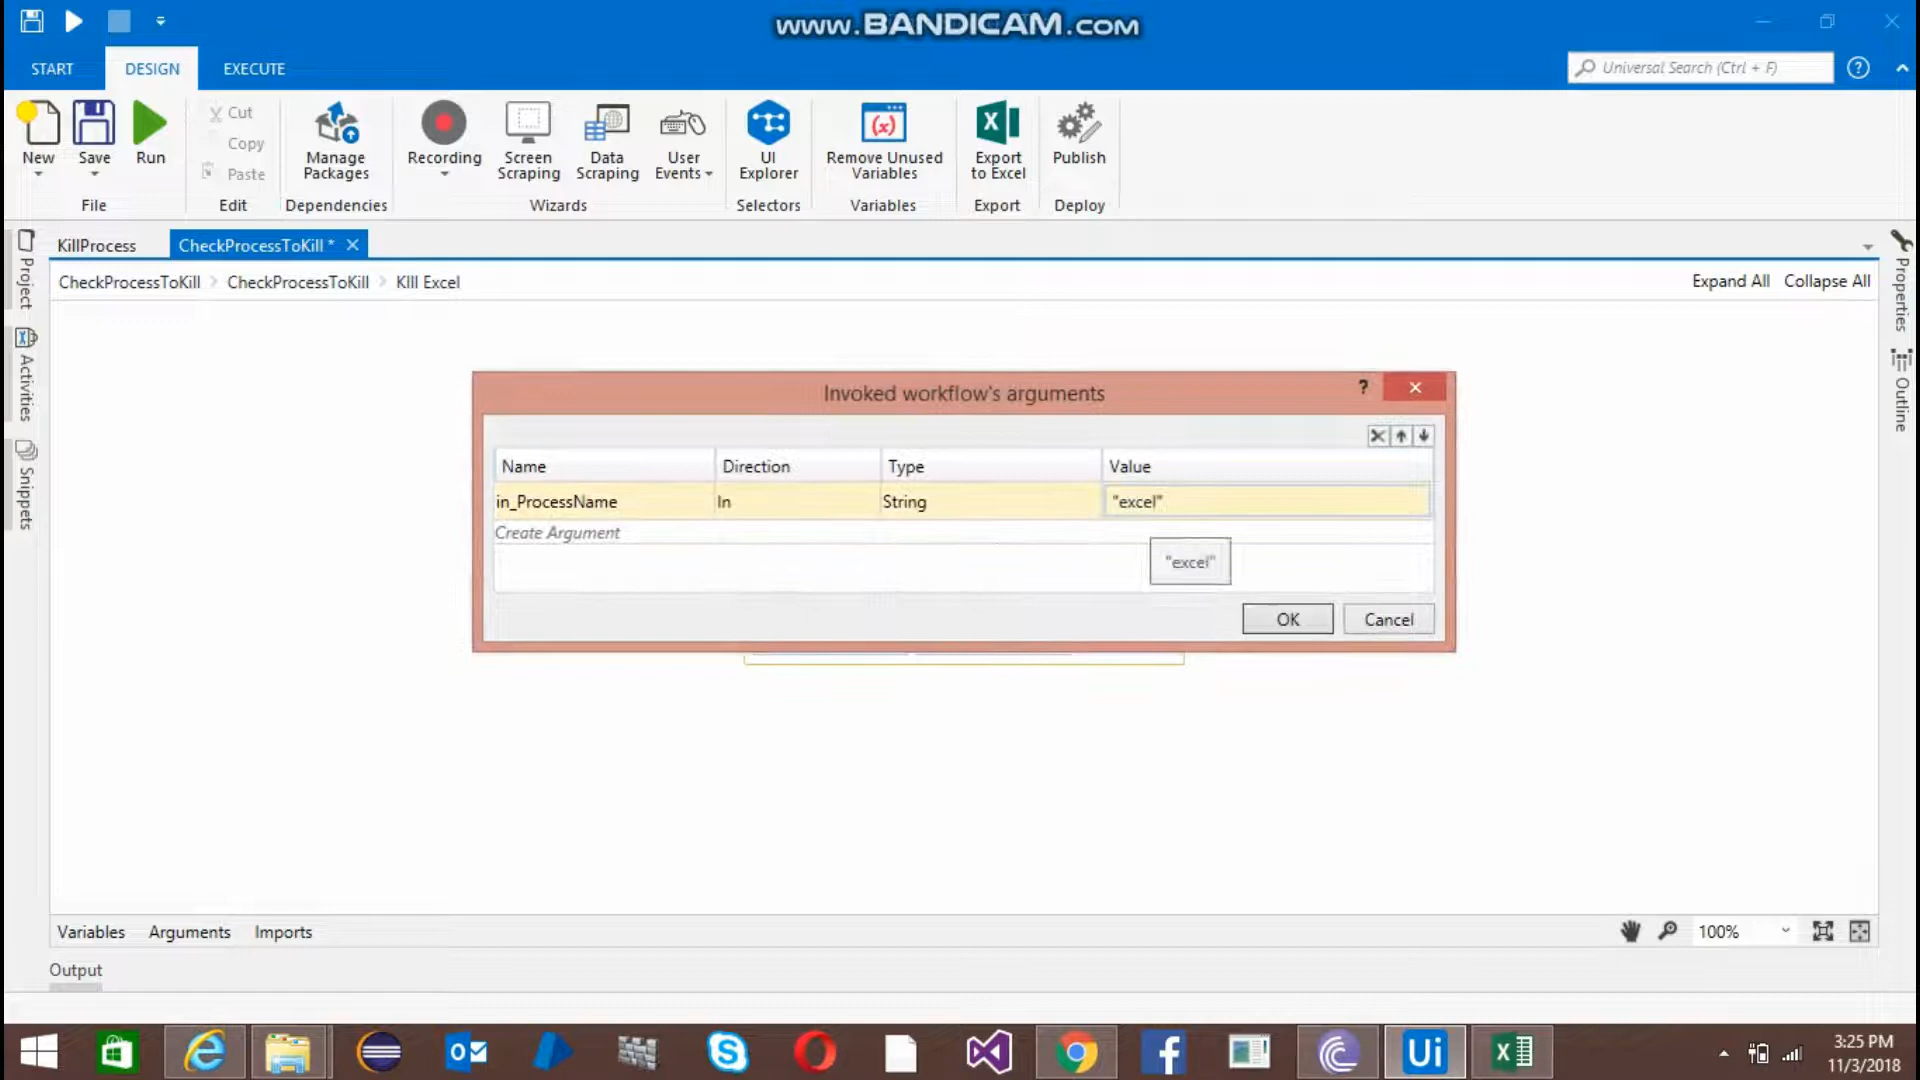 www.BANDICAM.com
START
DESIGN
EXECUTE
Universal Search (Ctrl + F)
New
Save
Run
File
Cut
Copy
Paste
Edit
Manage
Packages
Dependencies
Recording
Screen
Scraping
Data
Scraping
User
Events
Wizards
UI
Explorer
Selectors
Remove Unused
Variables
Variables
Export
to Excel
Export
Publish
Deploy
KillProcess
CheckProcessToKill *
Project
Activities
Snippets
CheckProcessToKill
CheckProcessToKill
KIll Excel
Expand All
Collapse All
Properties
Outline
Invoked workflow's arguments
?
Name
Direction
Type
Value
in_ProcessName
In
String
"excel"
Create Argument
"excel"
OK
Cancel
Variables
Arguments
Imports
100%
Output
Ui
3:25 PM
11/3/2018